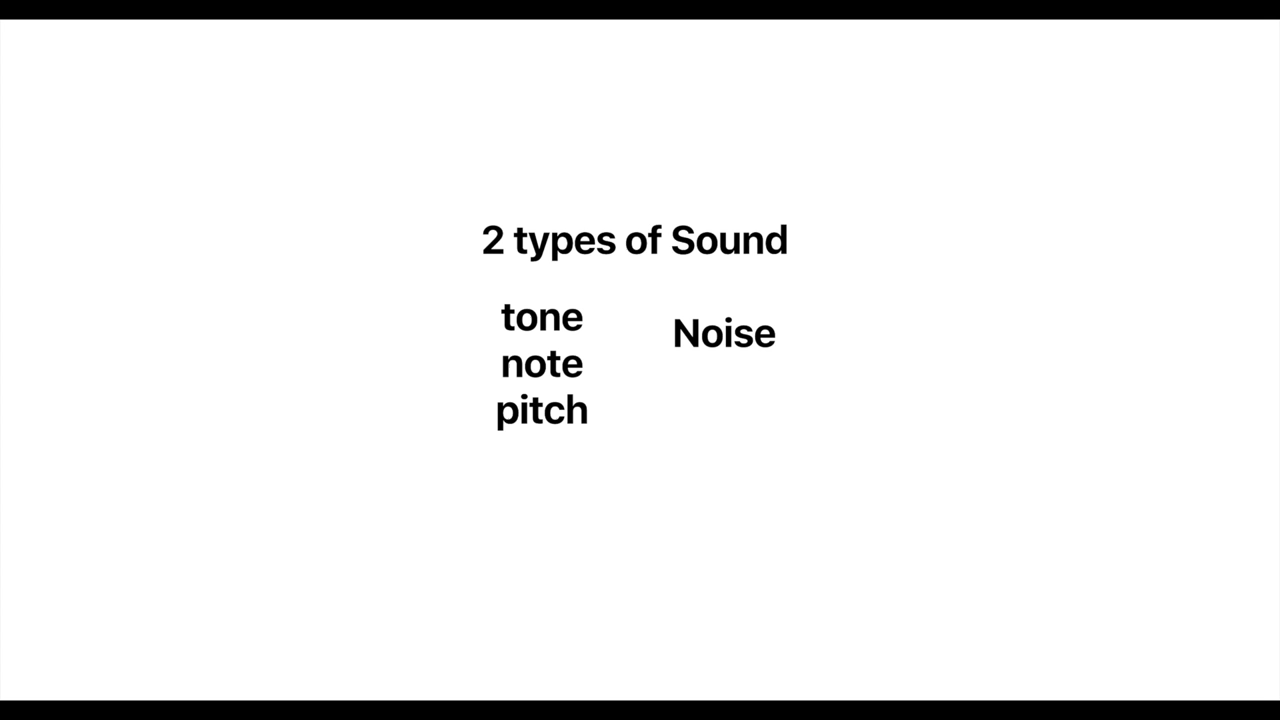 2 types of Sound
tone
note
pitch
Noise